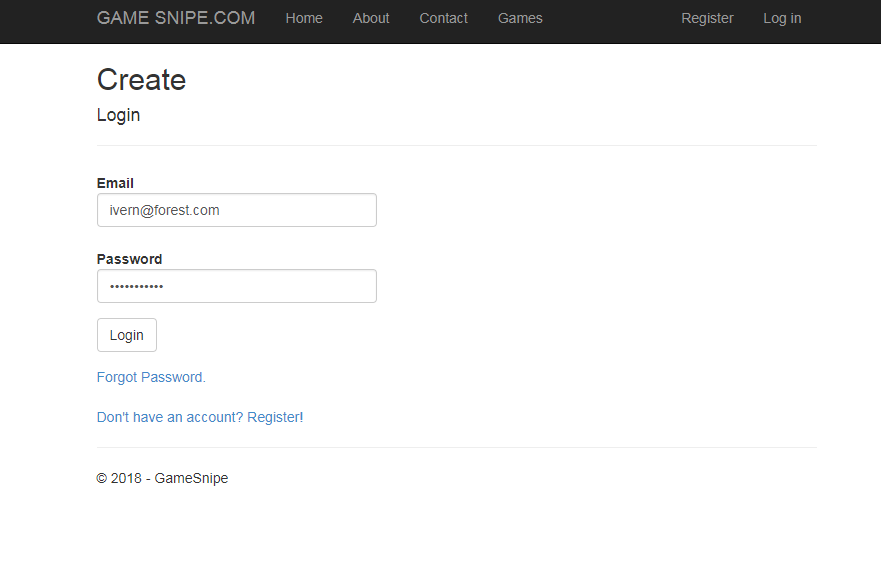 GAME SNIPE.COM Home About Contact Games Register Log in
Create
Login
Email
ivern@forest.com
Password
•••••••••••
Login
Forgot Password.
Don't have an account? Register!
© 2018 - GameSnipe